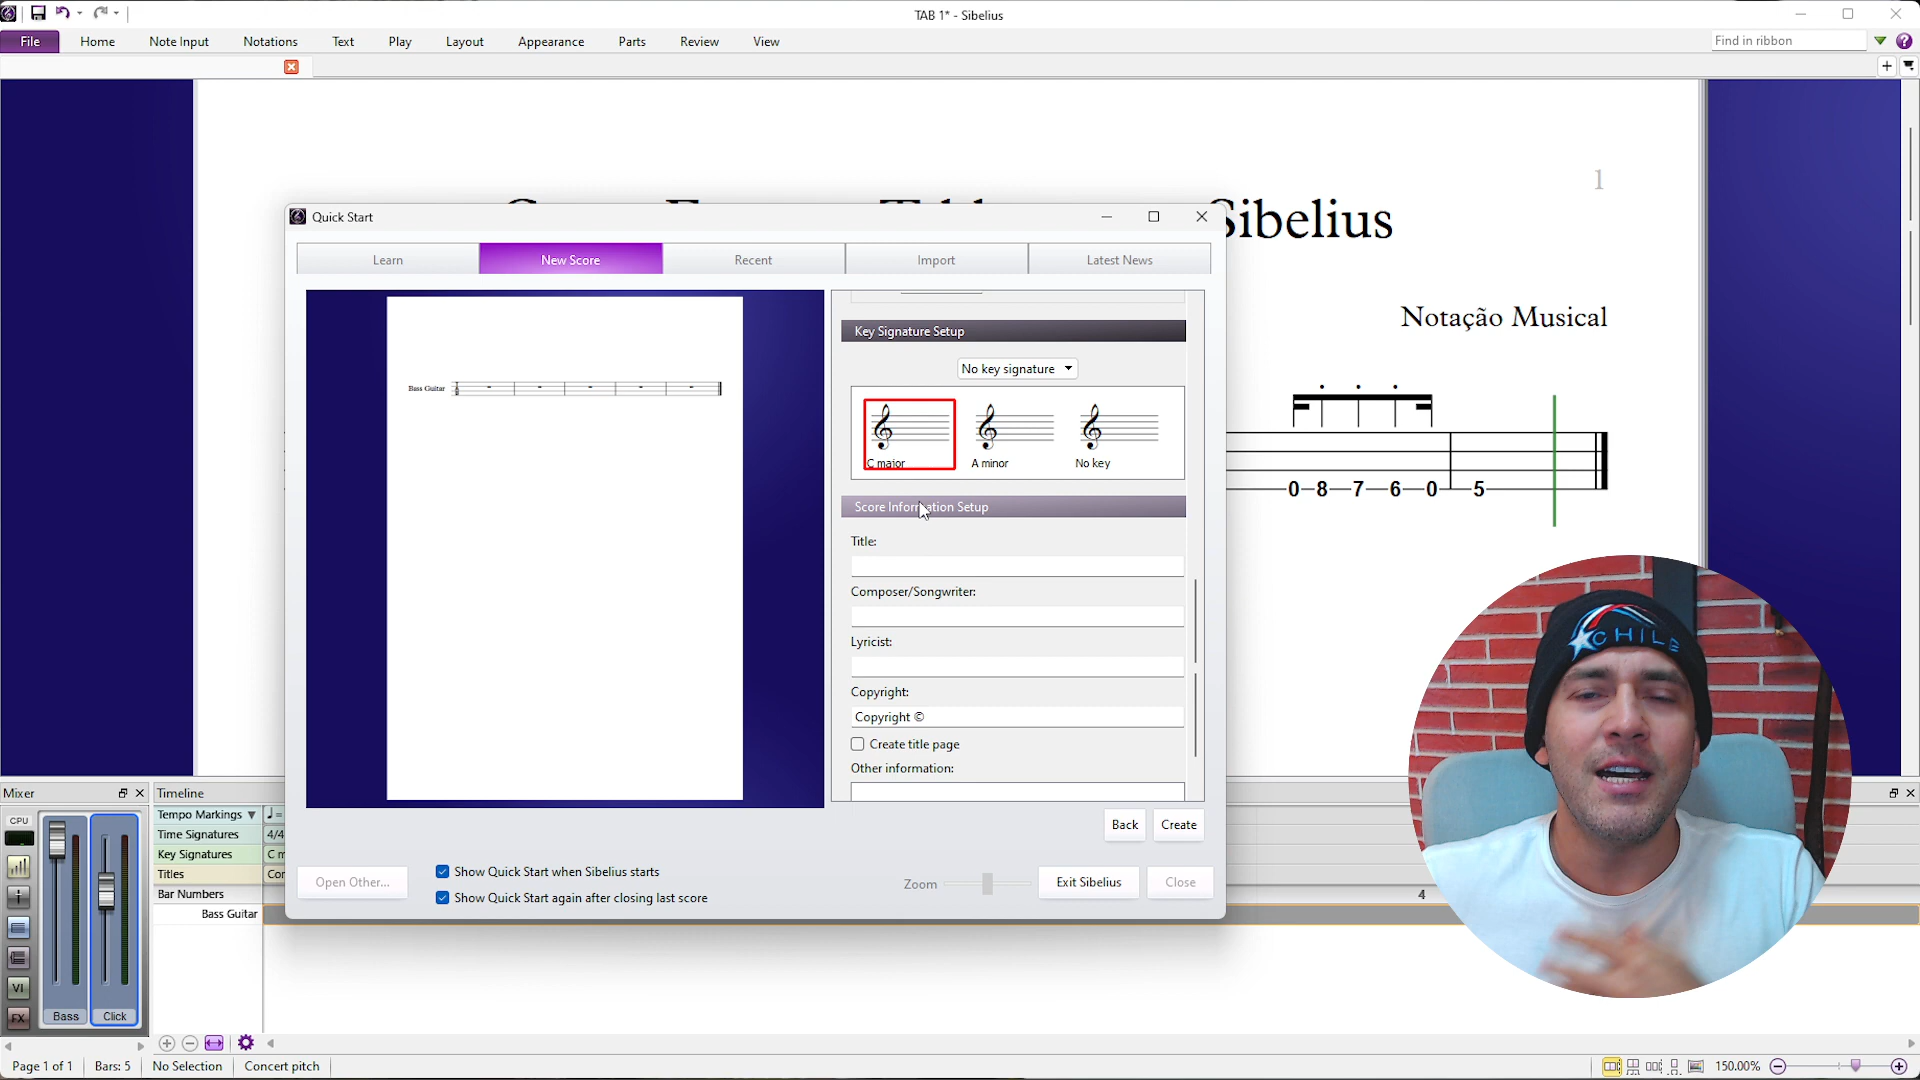 TAB 1* - Sibelius
File
Home
Note Input
Notations
Text
Play
Layout
Appearance
Parts
Review
View
Find in ribbon
1
Sibelius
Notação Musical
0 8 7 6 0 5
Quick Start
Learn
New Score
Recent
Import
Latest News
Bass Guitar
Key Signature Setup
No key signature
C major
A minor
No key
Score Information Setup
Title:
Composer/Songwriter:
Lyricist:
Copyright:
Copyright ©
Create title page
Other information:
Back
Create
Open Other...
Show Quick Start when Sibelius starts
Show Quick Start again after closing last score
Zoom
Exit Sibelius
Close
CHILE
Mixer
CPU
VI
FX
Bass
Click
Timeline
Tempo Markings
Time Signatures
4/4
Key Signatures
C m
Titles
Cor
Bar Numbers
4
Bass Guitar
Page 1 of 1
Bars: 5
No Selection
Concert pitch
150.00%